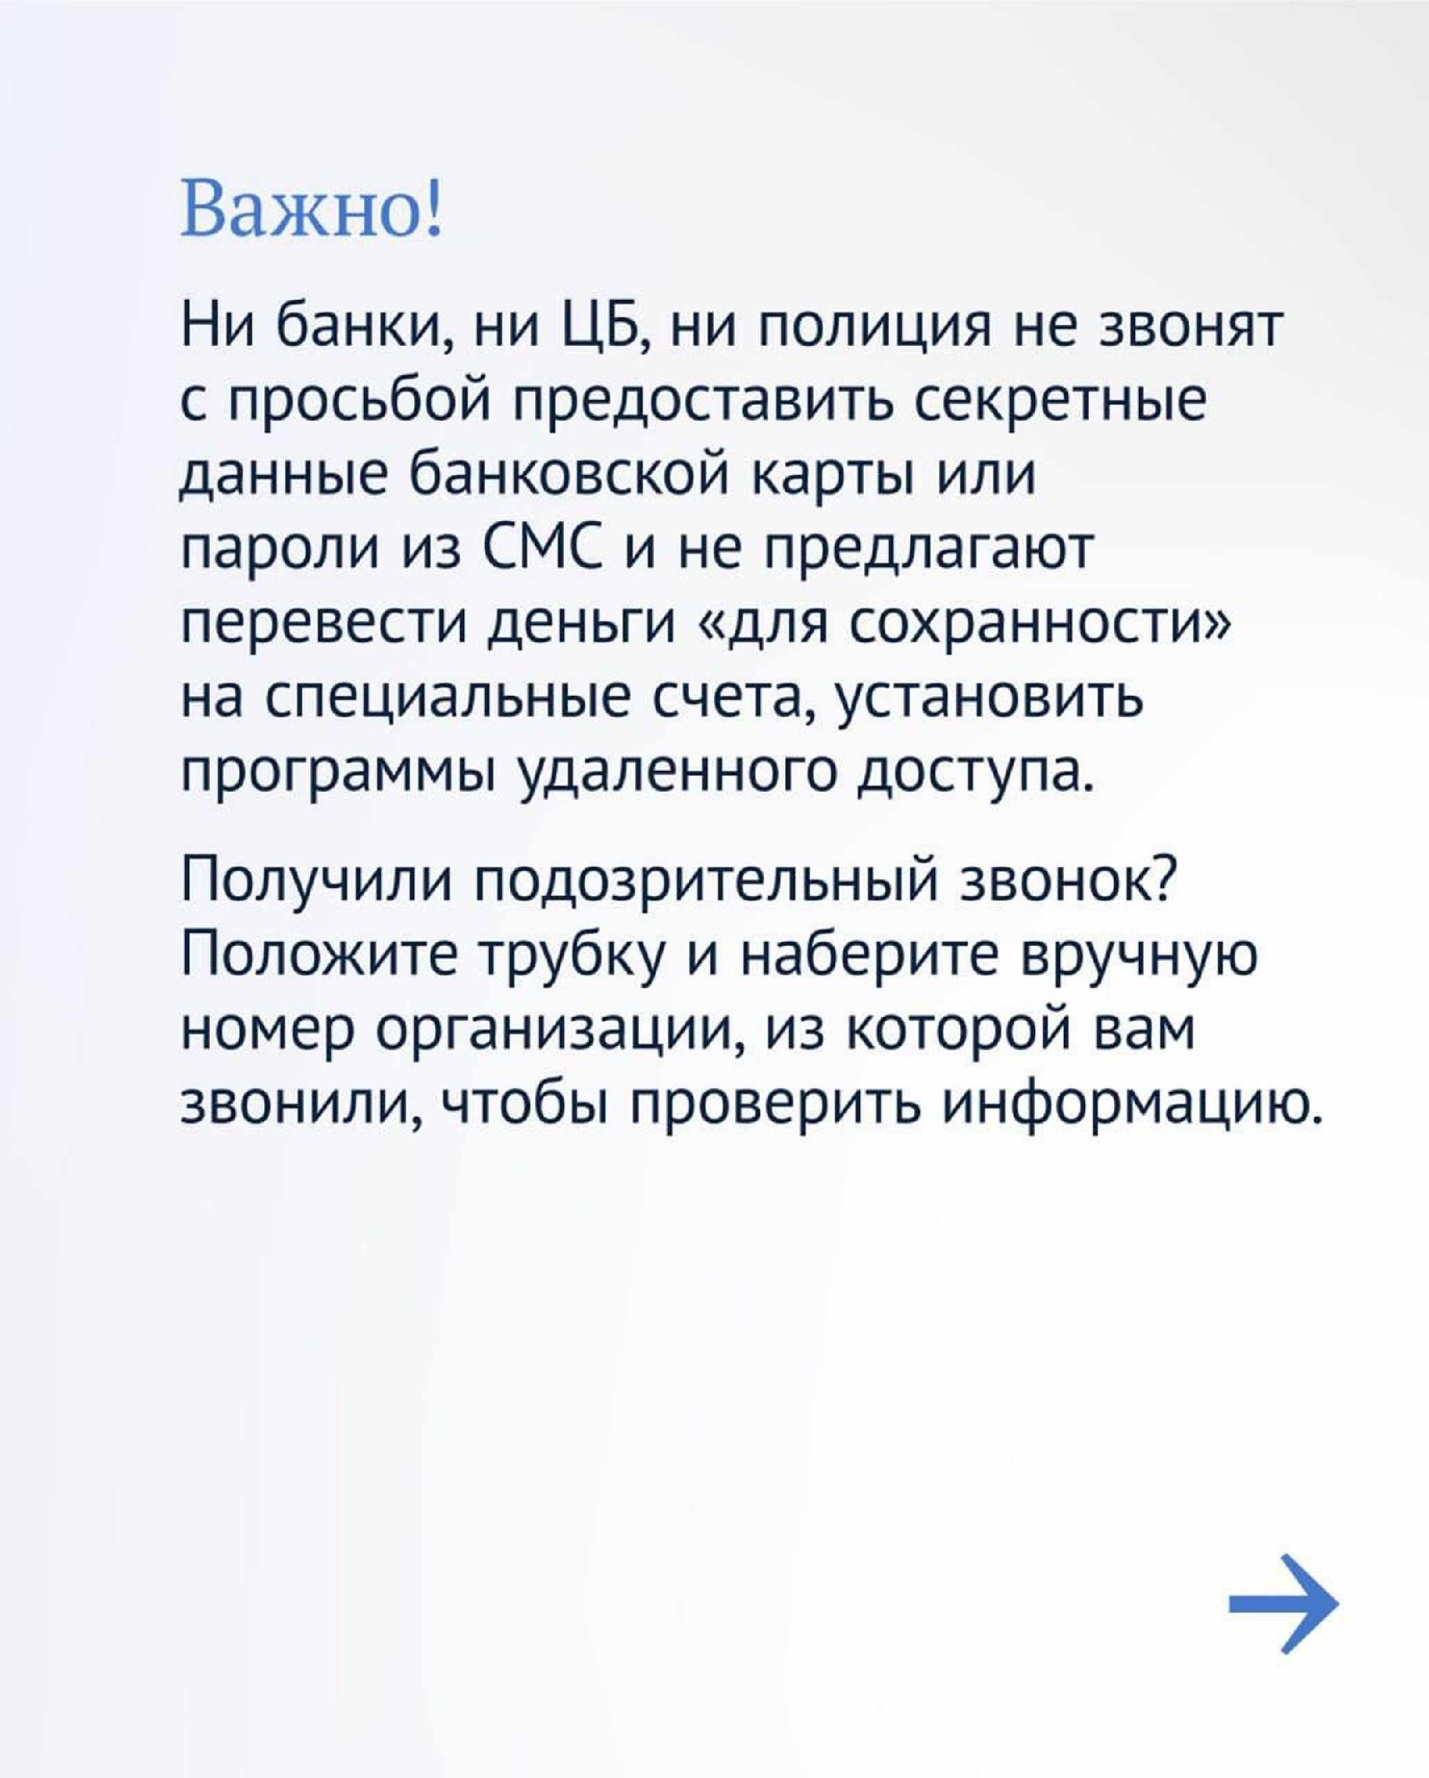 Важно!
Ни банки, ни ЦБ, ни полиция не звонят
с просьбой предоставить секретные
данные банковской карты или
пароли из СМС и не предлагают
перевести деньги «для сохранности»
на специальные счета, установить
программы удаленного доступа.
Получили подозрительный звонок?
Положите трубку и наберите вручную
номер организации, из которой вам
звонили, чтобы проверить информацию.